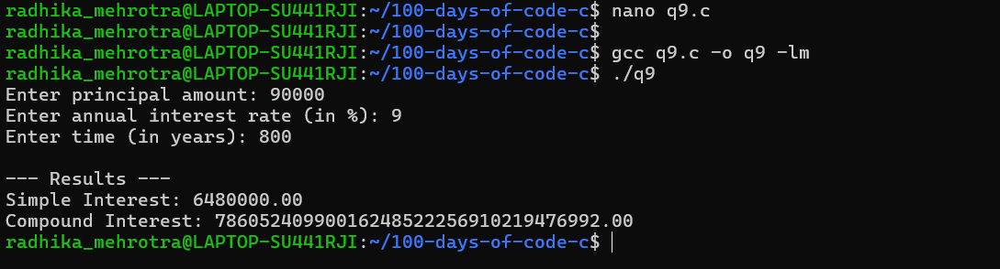 radhika_mehrotra@LAPTOP-SU441RJI:~/100-days-of-code-c$ nano q9.c
radhika_mehrotra@LAPTOP-SU441RJI:~/100-days-of-code-c$
radhika_mehrotra@LAPTOP-SU441RJI:~/100-days-of-code-c$ gcc q9.c -o q9 -lm
radhika_mehrotra@LAPTOP-SU441RJI:~/100-days-of-code-c$ ./q9
Enter principal amount: 90000
Enter annual interest rate (in %): 9
Enter time (in years): 800

--- Results ---
Simple Interest: 6480000.00
Compound Interest: 78605240990016248522256910219476992.00
radhika_mehrotra@LAPTOP-SU441RJI:~/100-days-of-code-c$